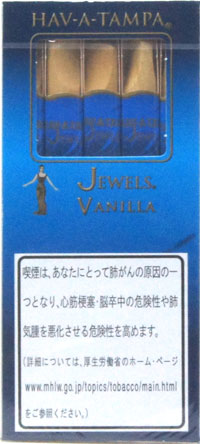 HAV-A-TAMPA®
JEWELS®
VANILLA
喫煙は、あなたにとって肺がんの原因の一
つとなり、心筋梗塞・脳卒中の危険性や肺
気腫を悪化させる危険性を高めます。
(詳細については、厚生労働省のホーム・ページ
www.mhlw.go.jp/topics/tobacco/main.html
をご参照ください。)